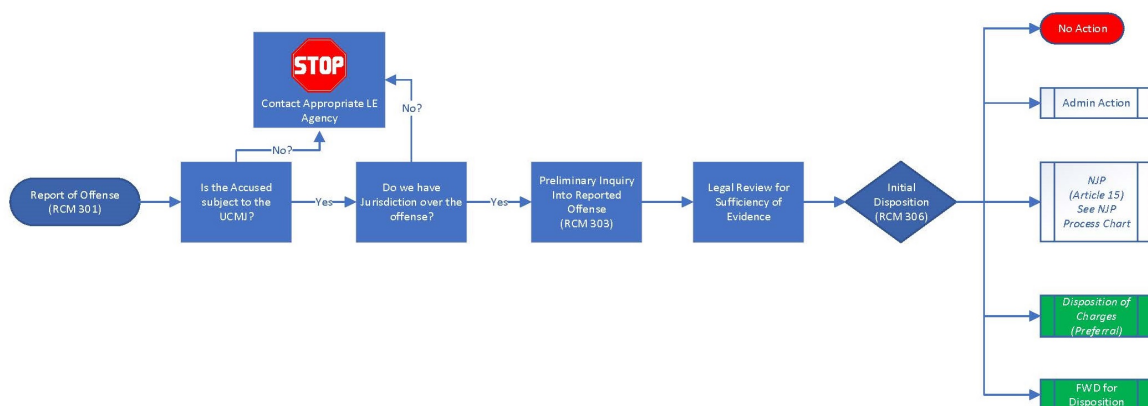 No Action
STOP
Contact Appropriate LE
Agency
No?
No?
Admin Action
Report of Offense
(RCM 301)
Is the Accused
subject to the
UCMJ?
Yes
Do we have
Jurisdiction over the
offense?
Yes
Preliminary Inquiry
Into Reported
Offense
(RCM 303)
Legal Review for
Sufficiency of
Evidence
Initial
Disposition
(RCM 306)
NJP
(Article 15)
See NJP
Process Chart
Disposition of
Charges
(Preferral)
FWD for
Disposition